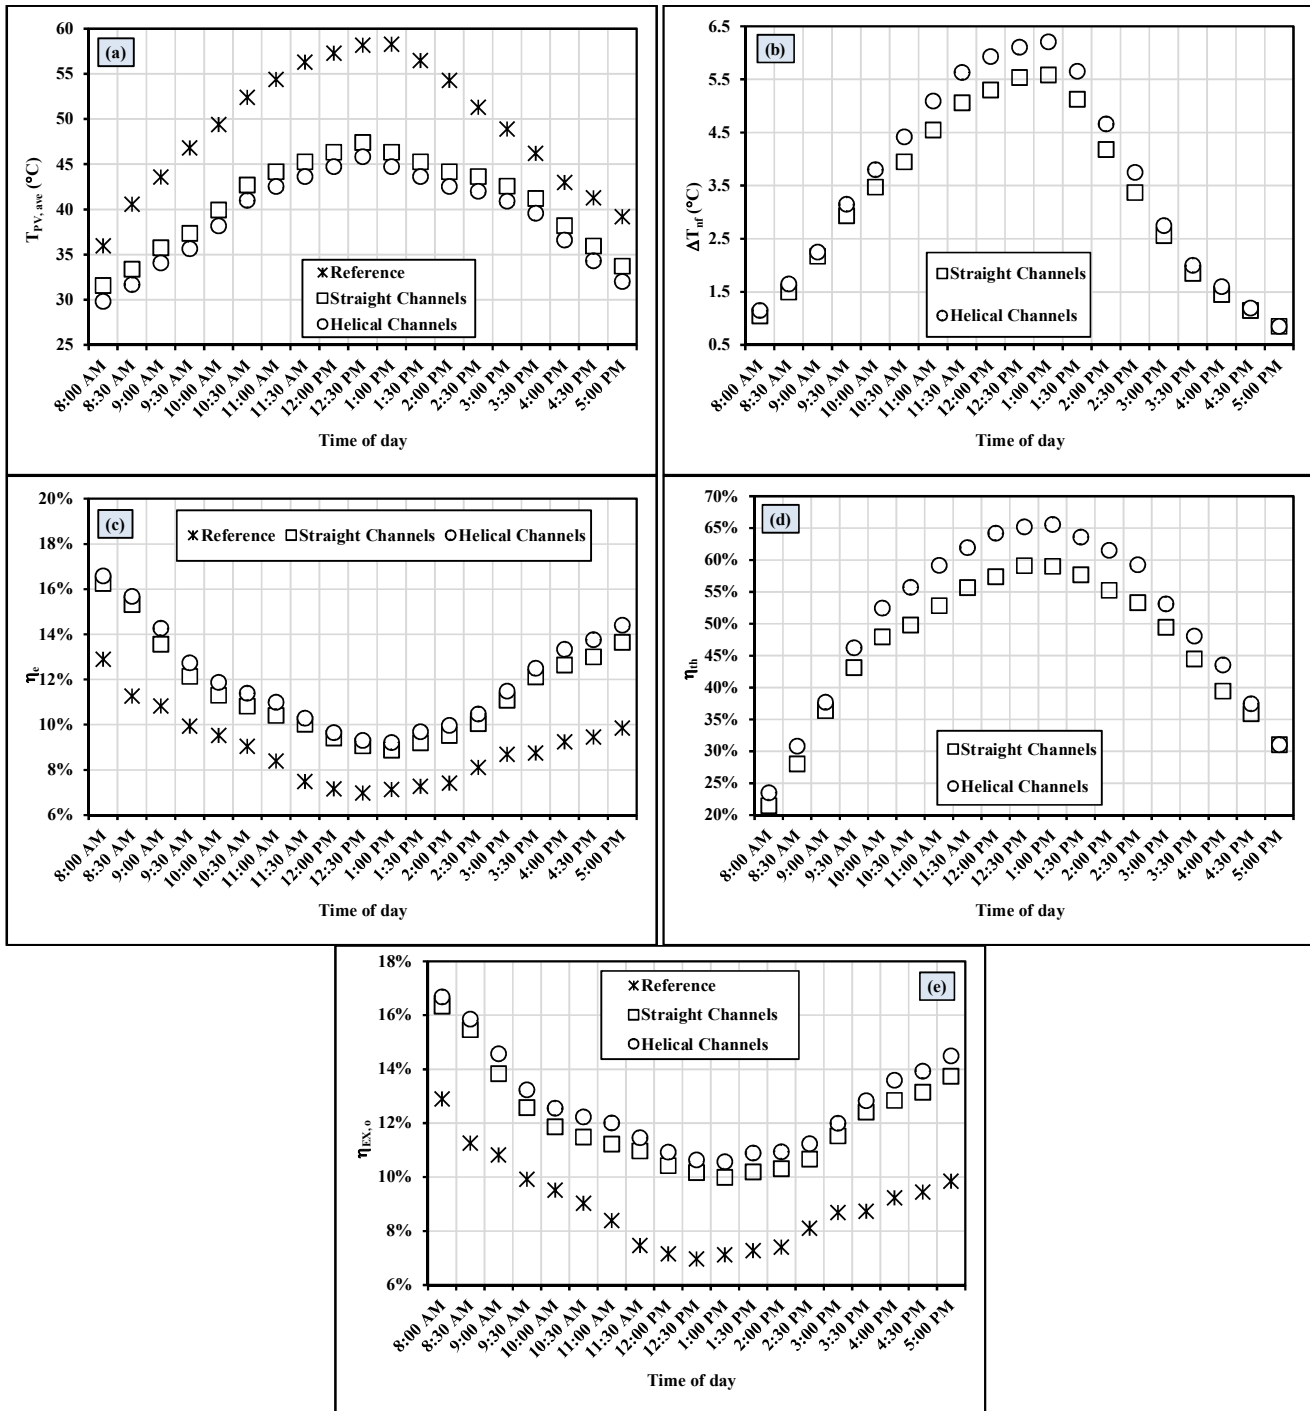 (a)
60
55
50
45
40
35
30
25
T_PV, ave (°C)
Reference
Straight Channels
Helical Channels
8:00 AM
8:30 AM
9:00 AM
9:30 AM
10:00 AM
10:30 AM
11:00 AM
11:30 AM
12:00 PM
12:30 PM
1:00 PM
1:30 PM
2:00 PM
2:30 PM
3:00 PM
3:30 PM
4:00 PM
4:30 PM
5:00 PM
Time of day
(b)
6.5
5.5
4.5
3.5
2.5
1.5
0.5
ΔT_nf (°C)
Straight Channels
Helical Channels
8:00 AM
8:30 AM
9:00 AM
9:30 AM
10:00 AM
10:30 AM
11:00 AM
11:30 AM
12:00 PM
12:30 PM
1:00 PM
1:30 PM
2:00 PM
2:30 PM
3:00 PM
3:30 PM
4:00 PM
4:30 PM
5:00 PM
Time of day
(c)
20%
18%
16%
14%
12%
10%
8%
6%
η_e
Reference Straight Channels Helical Channels
8:00 AM
8:30 AM
9:00 AM
9:30 AM
10:00 AM
10:30 AM
11:00 AM
11:30 AM
12:00 PM
12:30 PM
1:00 PM
1:30 PM
2:00 PM
2:30 PM
3:00 PM
3:30 PM
4:00 PM
4:30 PM
5:00 PM
Time of day
(d)
70%
65%
60%
55%
50%
45%
40%
35%
30%
25%
20%
η_th
Straight Channels
Helical Channels
8:00 AM
8:30 AM
9:00 AM
9:30 AM
10:00 AM
10:30 AM
11:00 AM
11:30 AM
12:00 PM
12:30 PM
1:00 PM
1:30 PM
2:00 PM
2:30 PM
3:00 PM
3:30 PM
4:00 PM
4:30 PM
5:00 PM
Time of day
(e)
18%
16%
14%
12%
10%
8%
6%
η_EX, o
Reference
Straight Channels
Helical Channels
8:00 AM
8:30 AM
9:00 AM
9:30 AM
10:00 AM
10:30 AM
11:00 AM
11:30 AM
12:00 PM
12:30 PM
1:00 PM
1:30 PM
2:00 PM
2:30 PM
3:00 PM
3:30 PM
4:00 PM
4:30 PM
5:00 PM
Time of day